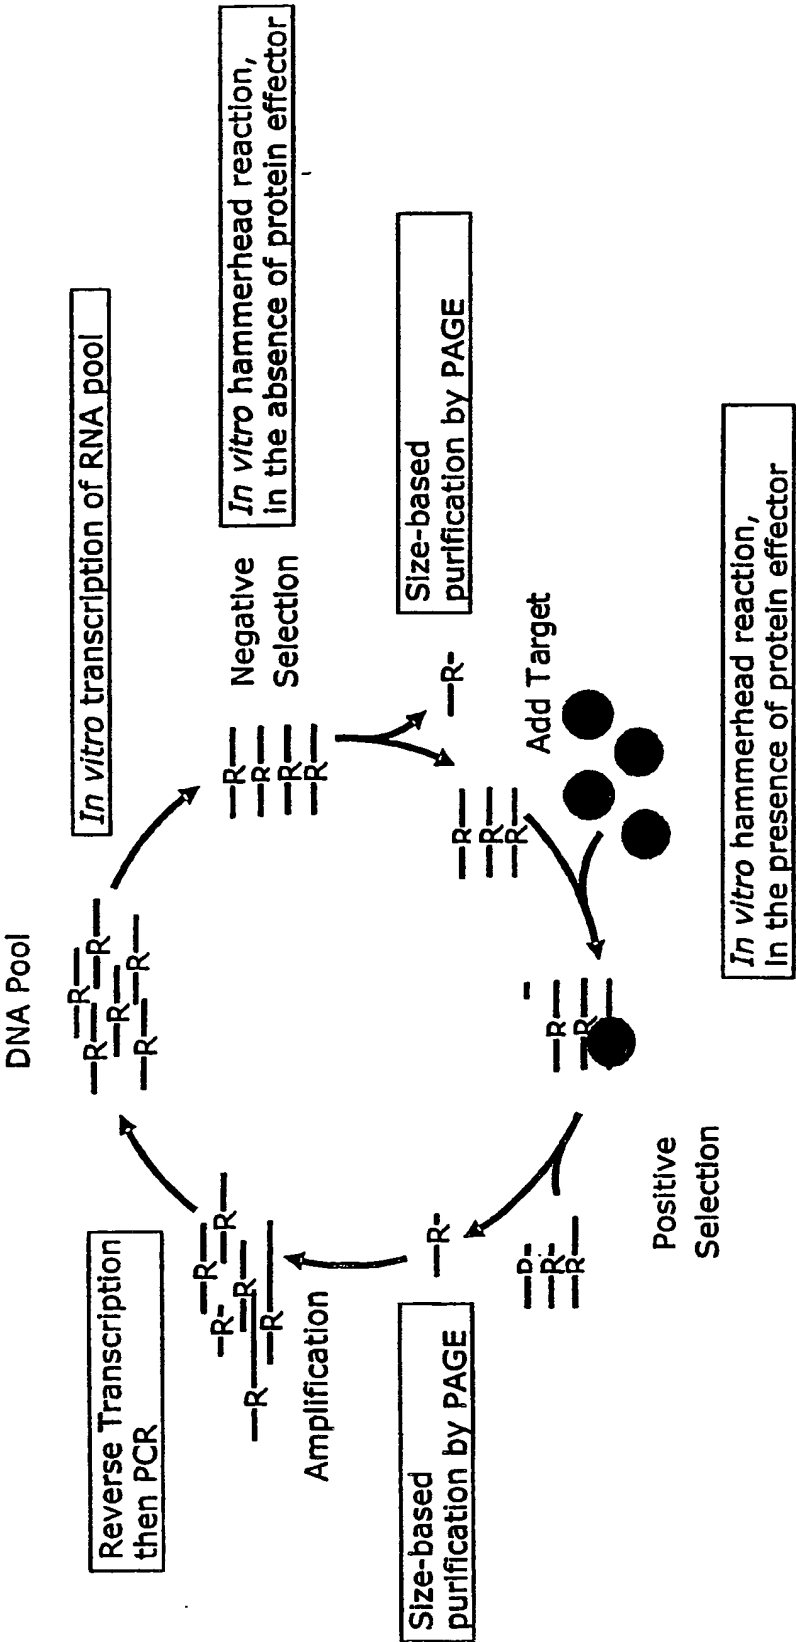 DNA Pool
In vitro transcription of RNA pool
R
R
R
R
R
R
Negative
Selection
In vitro hammerhead reaction,
in the absence of protein effector
R
R
R
R
R
Size-based
purification by PAGE
R
R
R
Add Target
In vitro hammerhead reaction,
in the presence of protein effector
R
R
Positive
Selection
R
R
R
Size-based
purification by PAGE
Amplification
R
R
R
R
R
R
Reverse Transcription
then PCR